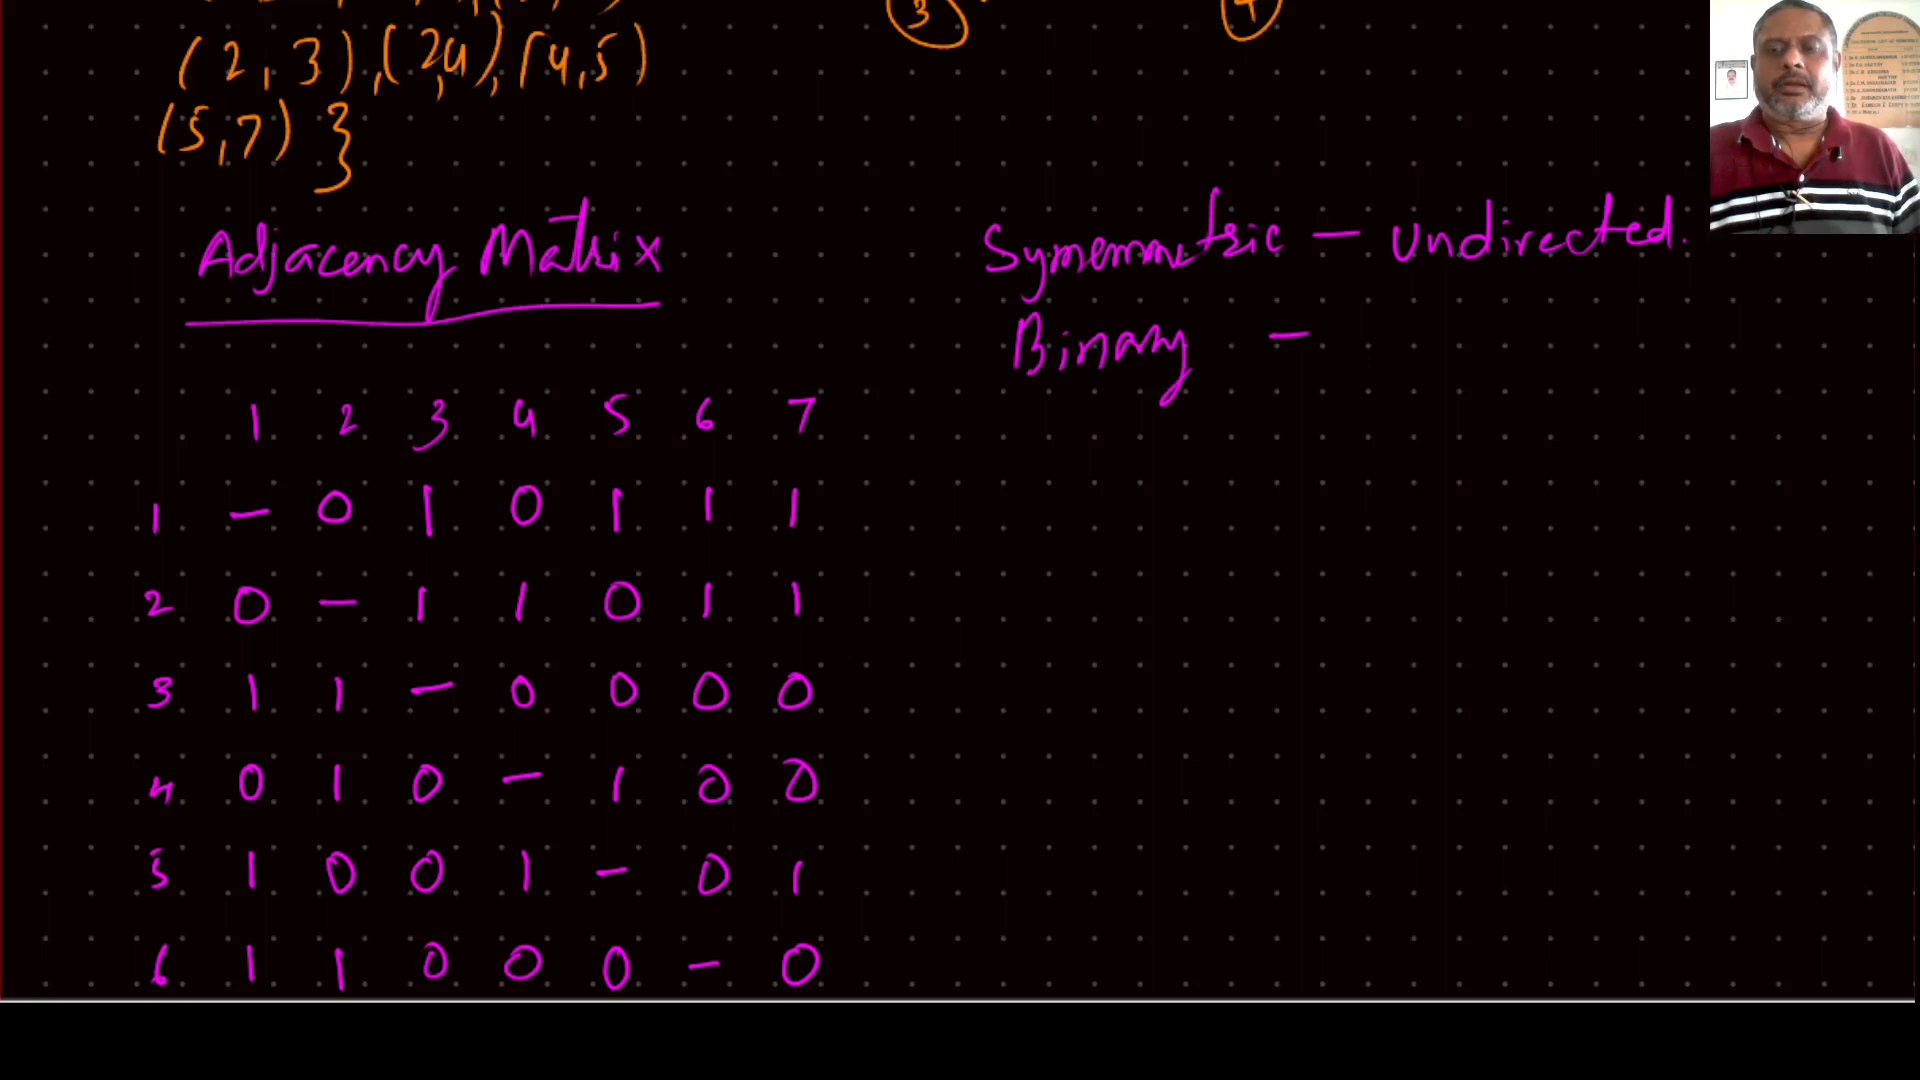 (2, 3), (2,4), (4,5)
(5,7) }
3
4
Adjacency Matrix
Symemmetric - Undirected.
Binary -
1 2 3 4 5 6 7
1 - 0 1 0 1 1 1
2 0 - 1 1 0 1 1
3 1 1 - 0 0 0 0
4 0 1 0 - 1 0 0
5 1 0 0 1 - 0 1
6 1 1 0 0 0 - 0